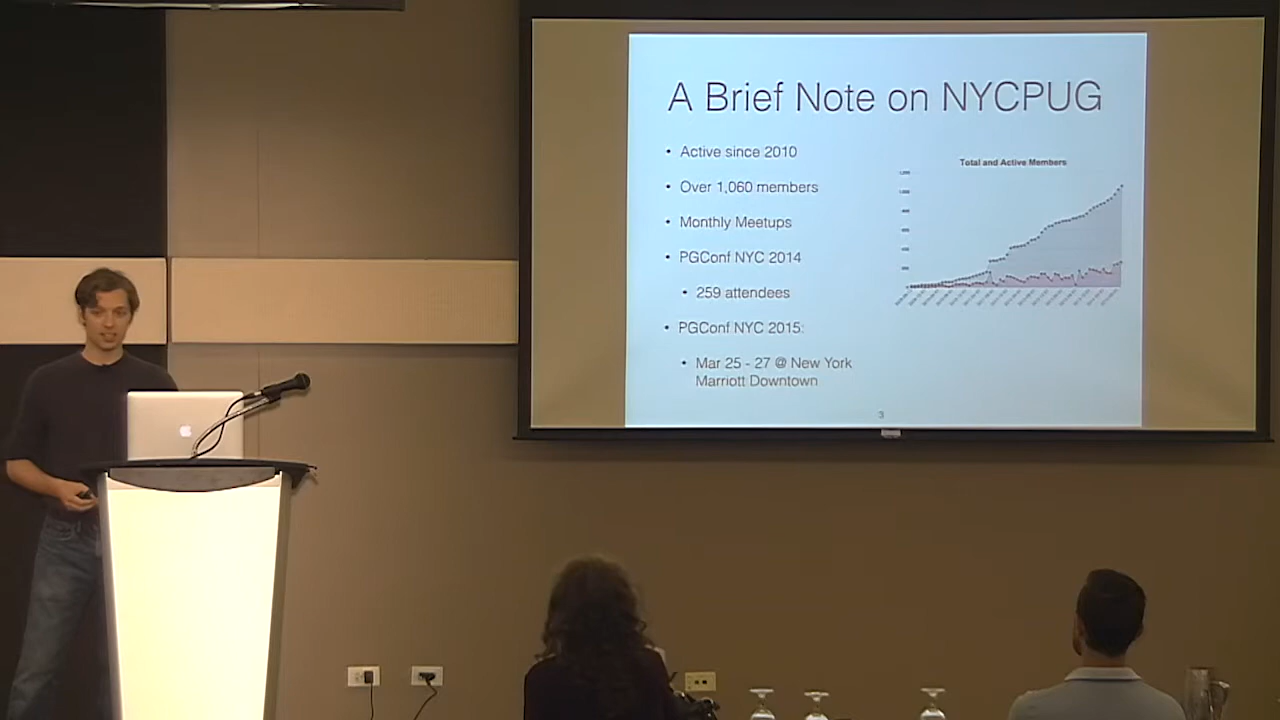 A Brief Note on NYCPUG
• Active since 2010
• Over 1,060 members
• Monthly Meetups
• PGConf NYC 2014
• 259 attendees
• PGConf NYC 2015:
• Mar 25 - 27 @ New York
Marriott Downtown
Total and Active Members
3